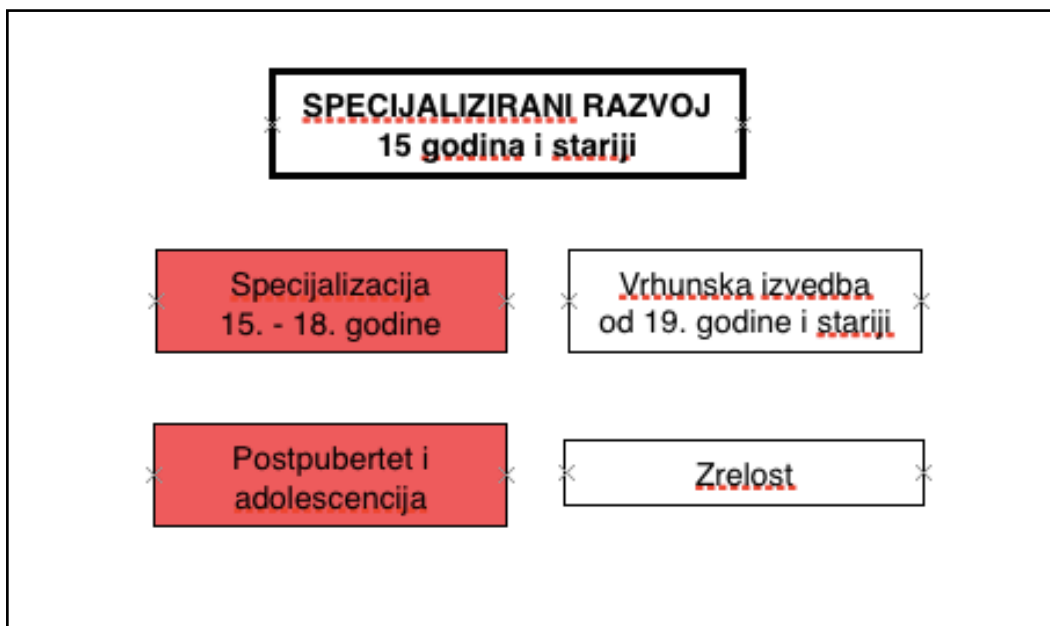 SPECIJALIZIRANI RAZVOJ
15 godina i stariji
Specijalizacija
15. - 18. godine
Vrhunska izvedba
od 19. godine i stariji
Postpubertet i
adolescencija
Zrelost